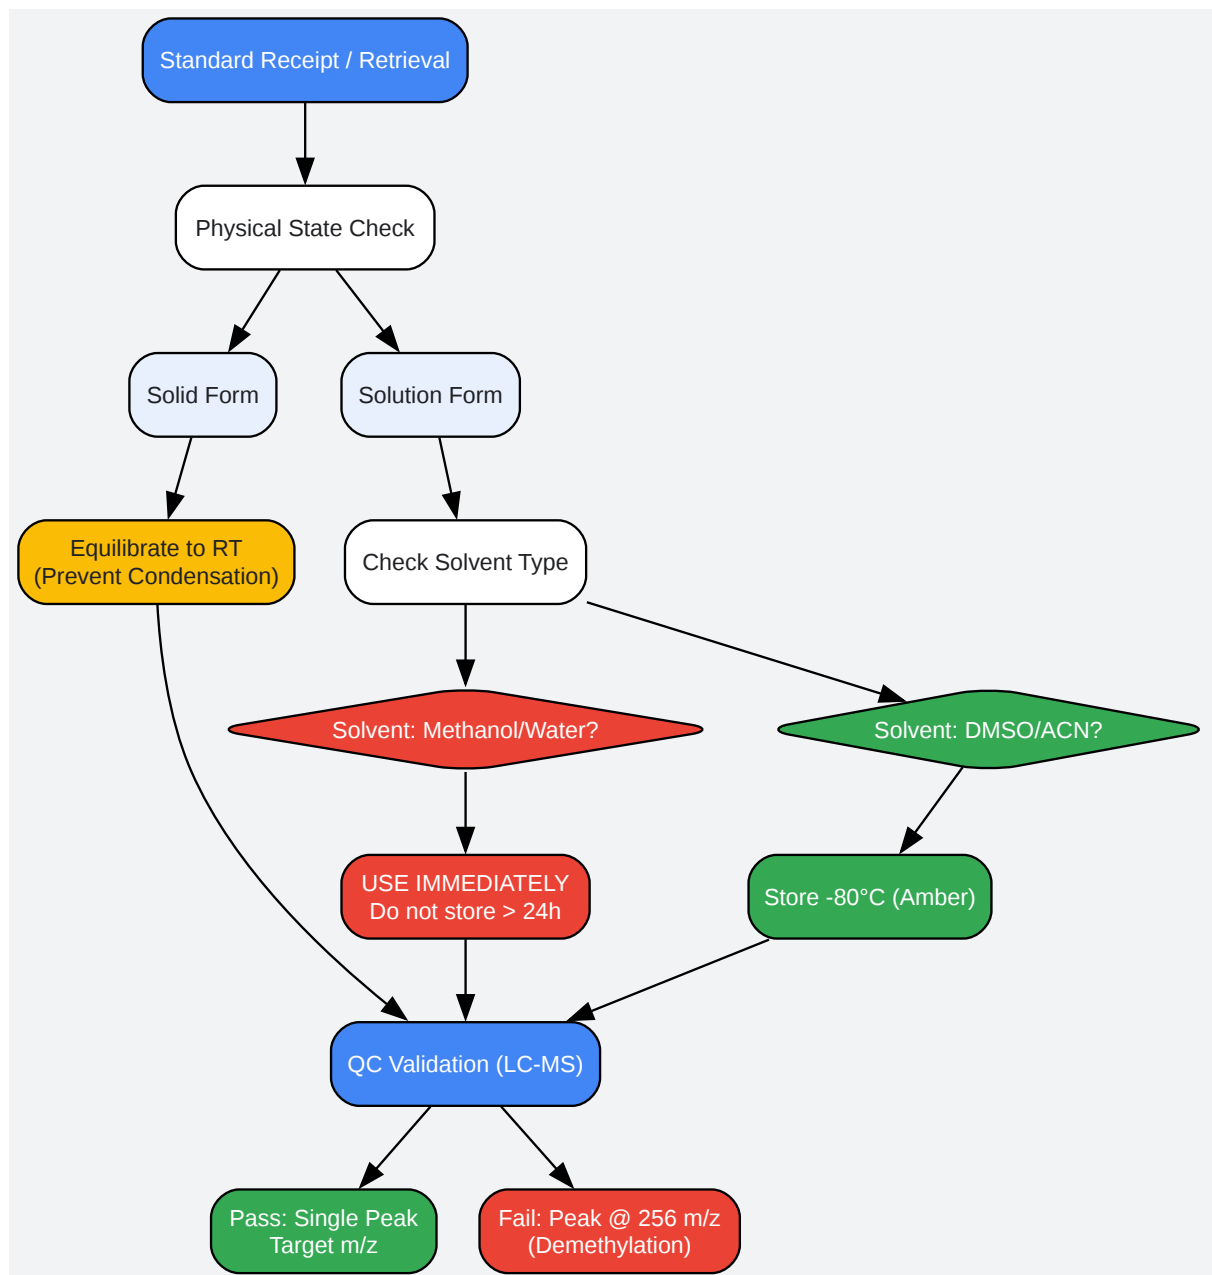 Standard Receipt / Retrieval
Physical State Check
Solid Form
Solution Form
Equilibrate to RT
(Prevent Condensation)
Check Solvent Type
Solvent: Methanol/Water?
Solvent: DMSO/ACN?
USE IMMEDIATELY
Do not store > 24h
Store -80°C (Amber)
QC Validation (LC-MS)
Pass: Single Peak
Target m/z
Fail: Peak @ 256 m/z
(Demethylation)